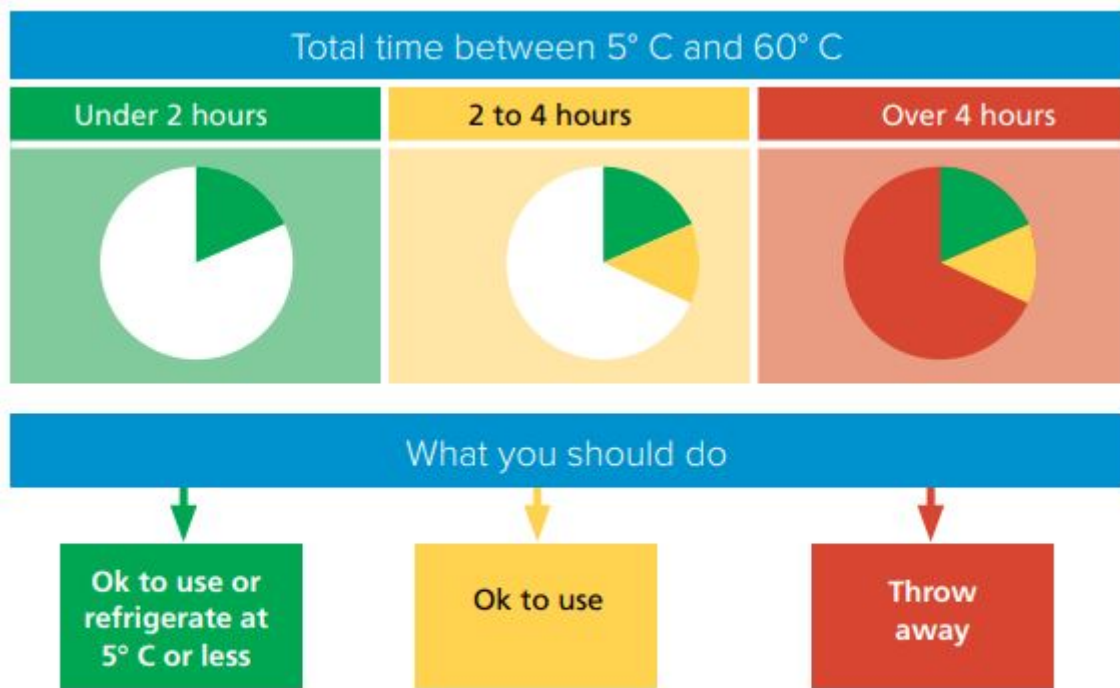 Total time between 5° C and 60° C
Under 2 hours
2 to 4 hours
Over 4 hours
What you should do
Ok to use or
refrigerate at
5° C or less
Ok to use
Throw
away